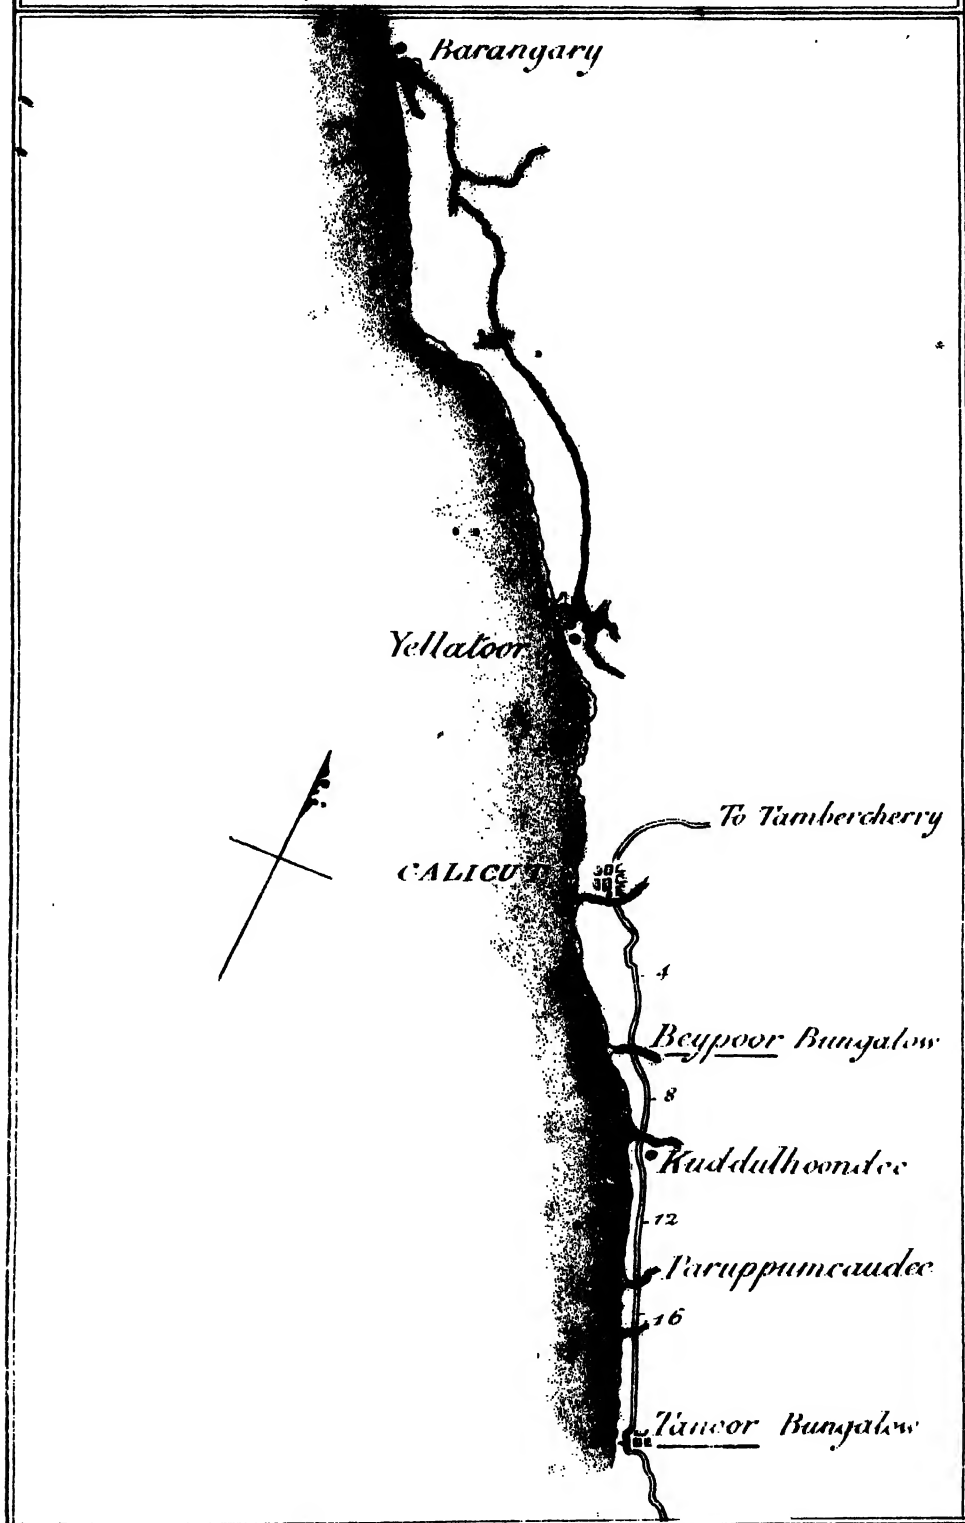 Barangary
Yellatoor
To Tambercherry
CALICUT
4
Beypoor Bungalow
8
Kuddulhoondee
12
Paruppumcaudee
16
Tanoor Bungalow